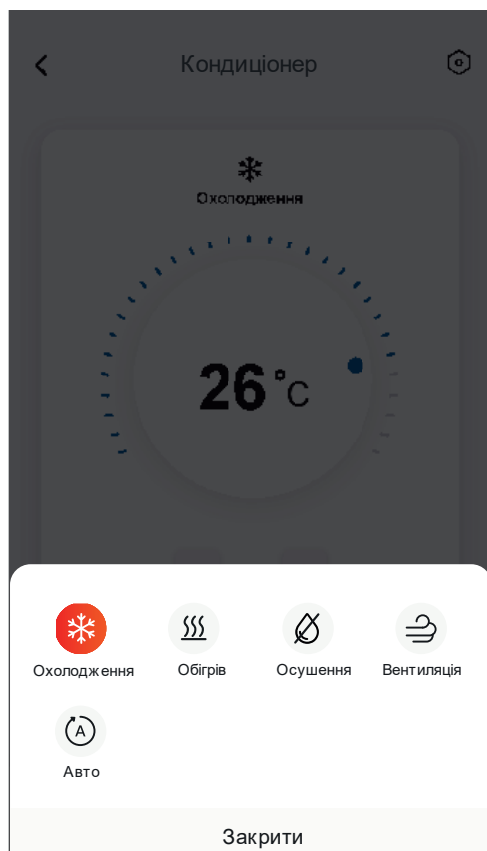 Кондиціонер
Охолодження
26 °C
Охолодження Обігрів Осушення Вентиляція
A
Авто
Закрити